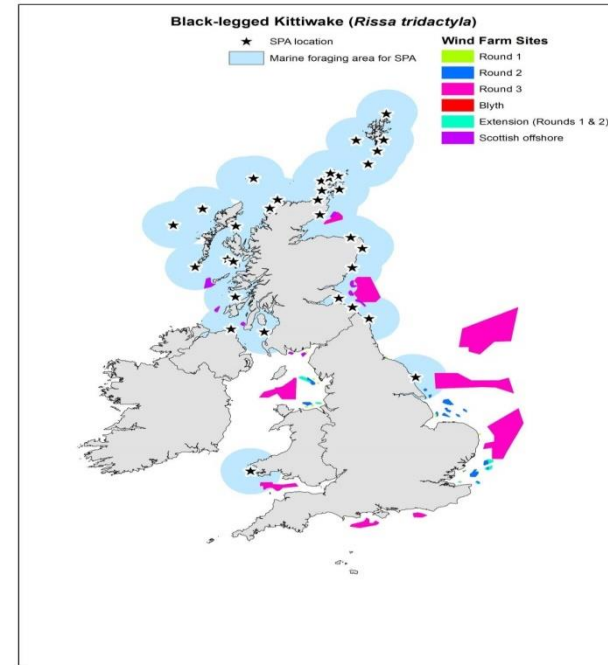 Black-legged Kittiwake (Rissa tridactyla)
SPA location
Marine foraging area for SPA
Wind Farm Sites
Round 1
Round 2
Round 3
Blyth
Extension (Rounds 1 & 2)
Scottish offshore